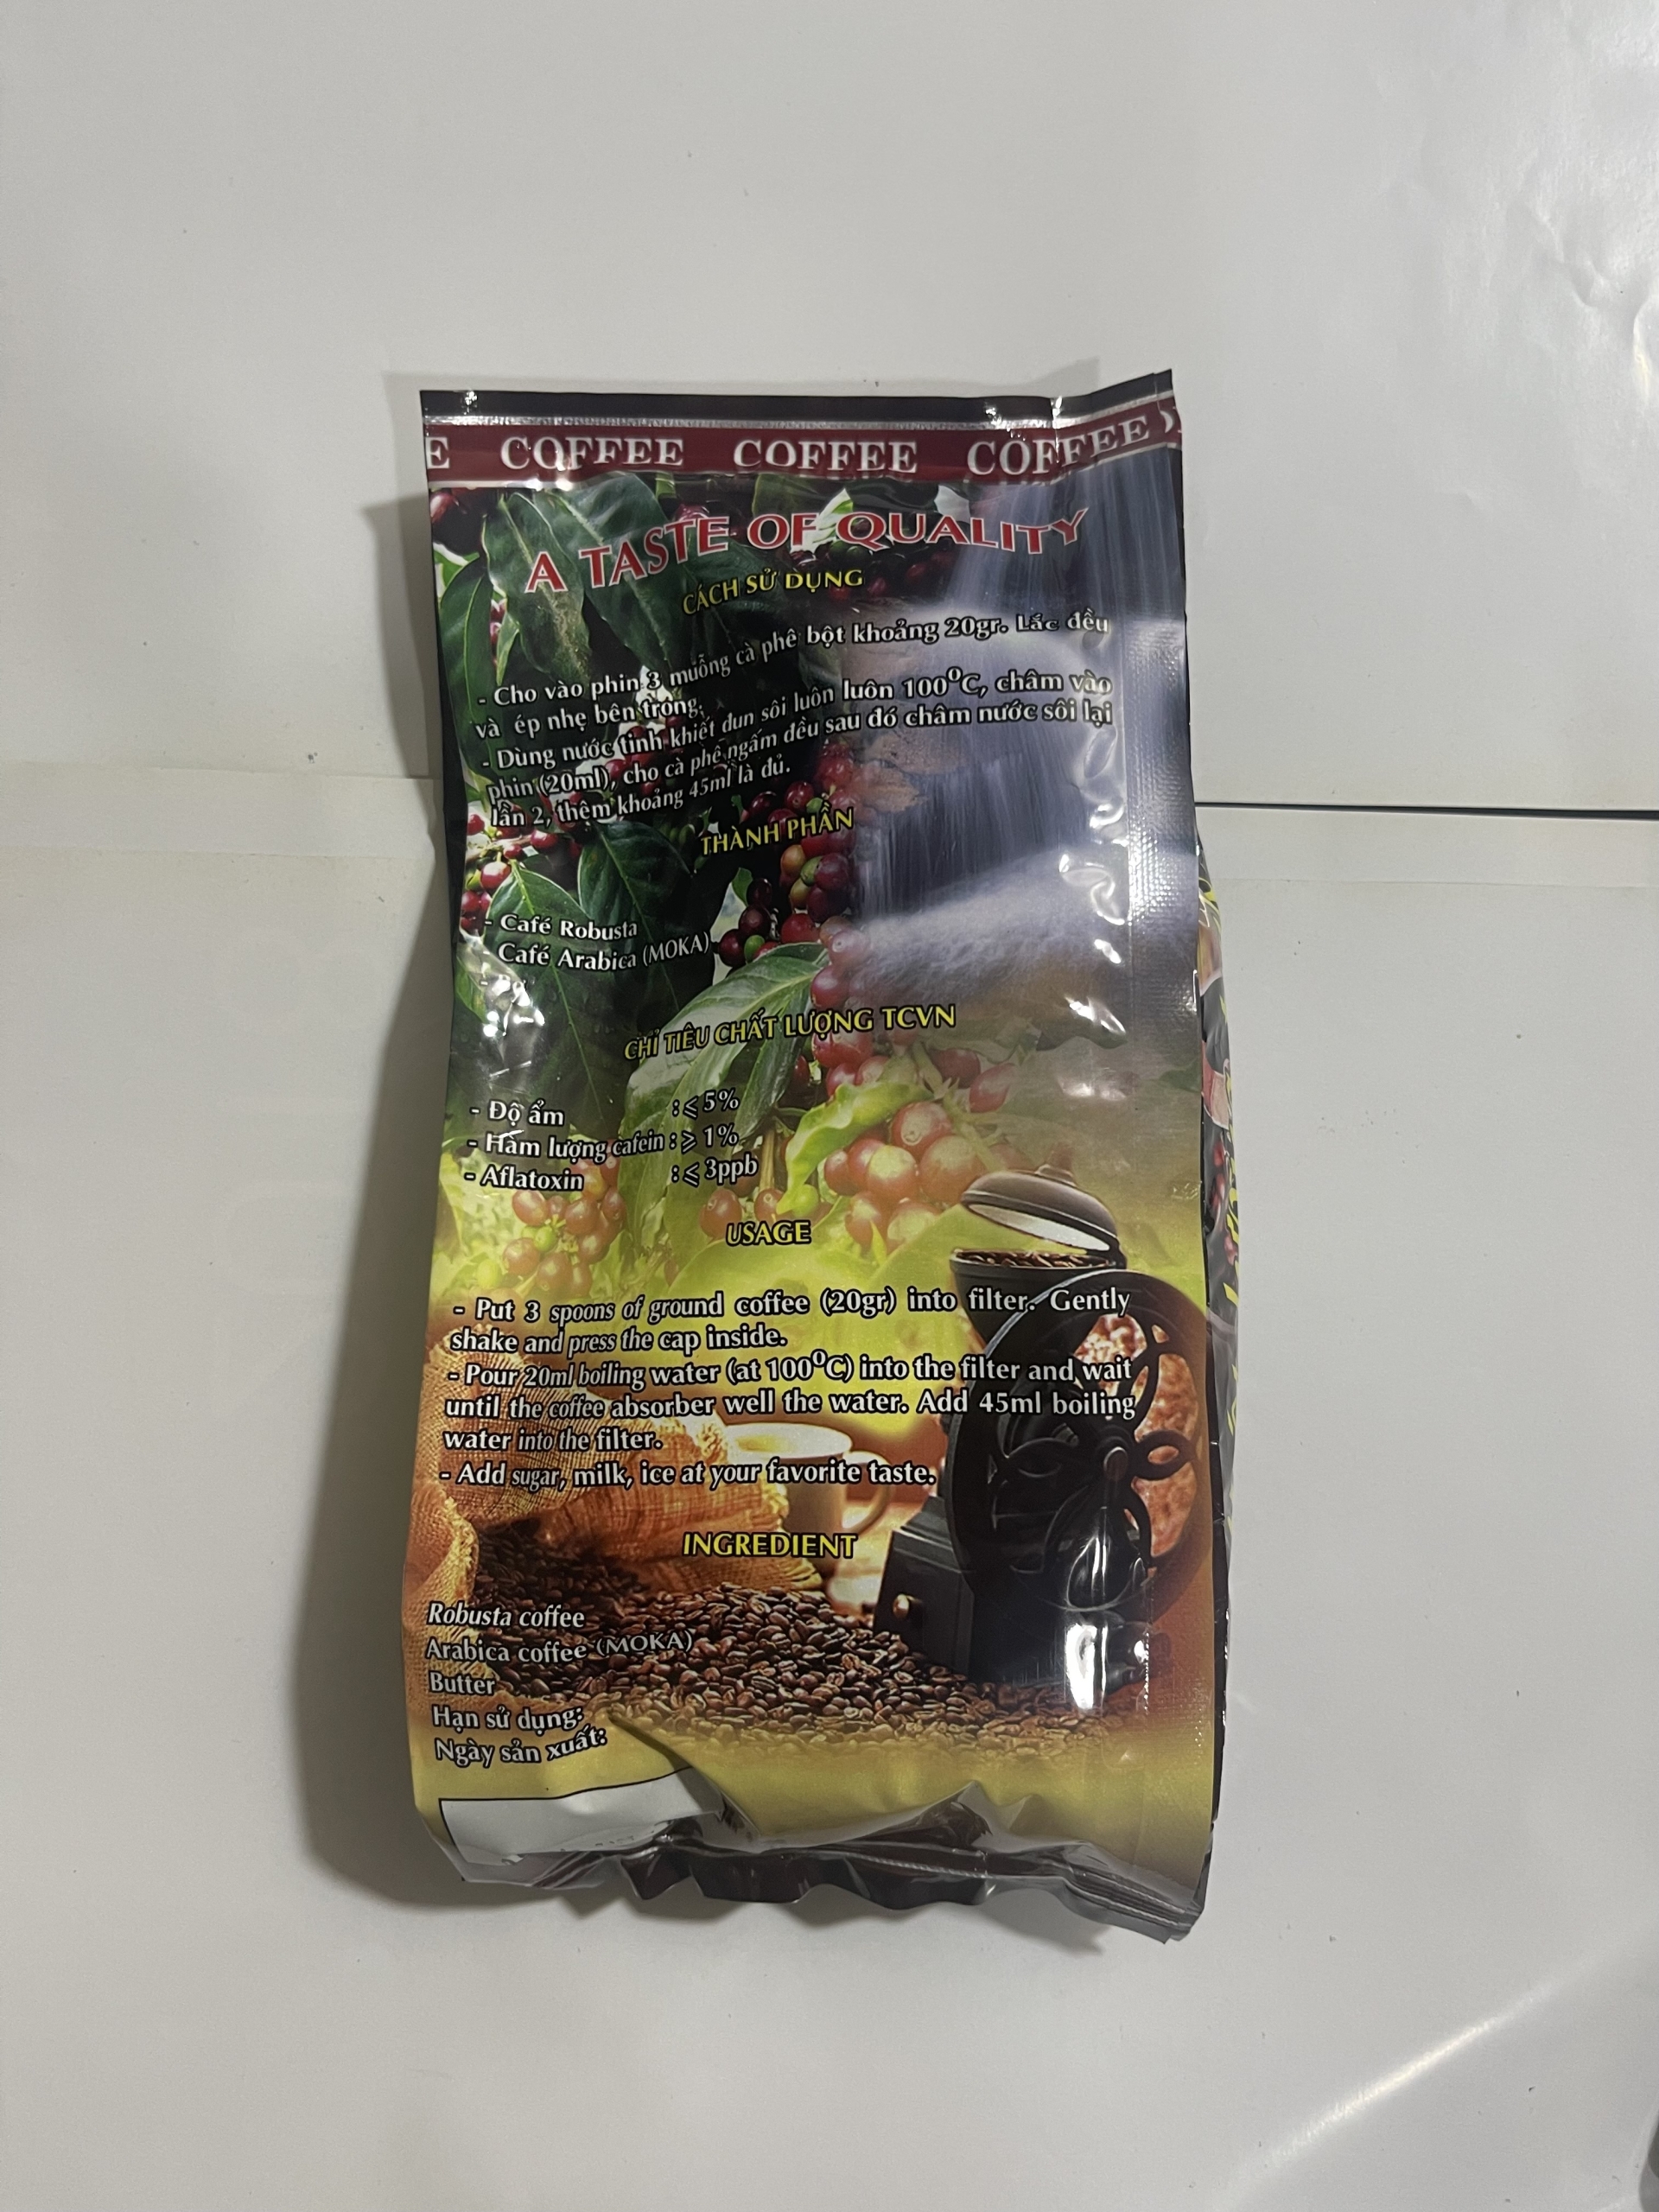 E COFFEE COFFEE COFFEE
A TASTE OF QUALITY
CÁCH SỬ DỤNG
- Cho vào phin 3 muỗng cà phê bột khoảng 20gr. Lắc đều
và ép nhẹ bên trong.
- Dùng nước tinh khiết đun sôi luôn luôn 100⁰C, châm vào
phin (20ml), cho cà phê ngấm đều sau đó châm nước sôi lại
lần 2, thêm khoảng 45ml là đủ.
THÀNH PHẦN
- Café Robusta
Café Arabica (MOKA)
CHỈ TIÊU CHẤT LƯỢNG TCVN
- Độ ẩm : ⩽ 5%
- Hàm lượng cafein : ⩾ 1%
- Aflatoxin : ⩽ 3ppb
USAGE
- Put 3 spoons of ground coffee (20gr) into filter. Gently
shake and press the cap inside.
- Pour 20ml boiling water (at 100⁰C) into the filter and wait
until the coffee absorber well the water. Add 45ml boiling
water into the filter.
- Add sugar, milk, ice at your favorite taste.
INGREDIENT
Robusta coffee
Arabica coffee (MOKA)
Butter
Hạn sử dụng:
Ngày sản xuất: